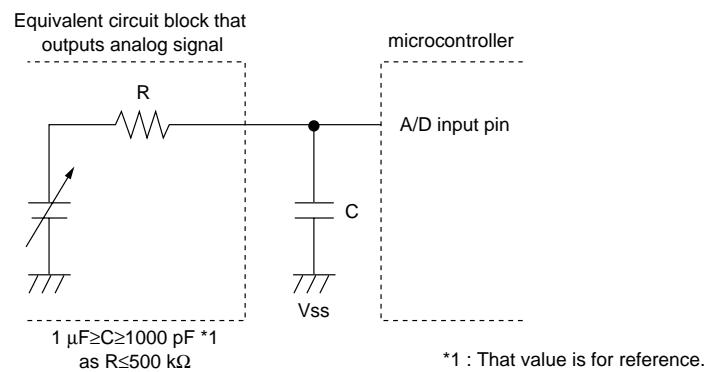 Equivalent circuit block that
outputs analog signal
microcontroller
R
A/D input pin
C
Vss
1 μF≥C≥1000 pF *1
as R≤500 kΩ
*1 : That value is for reference.